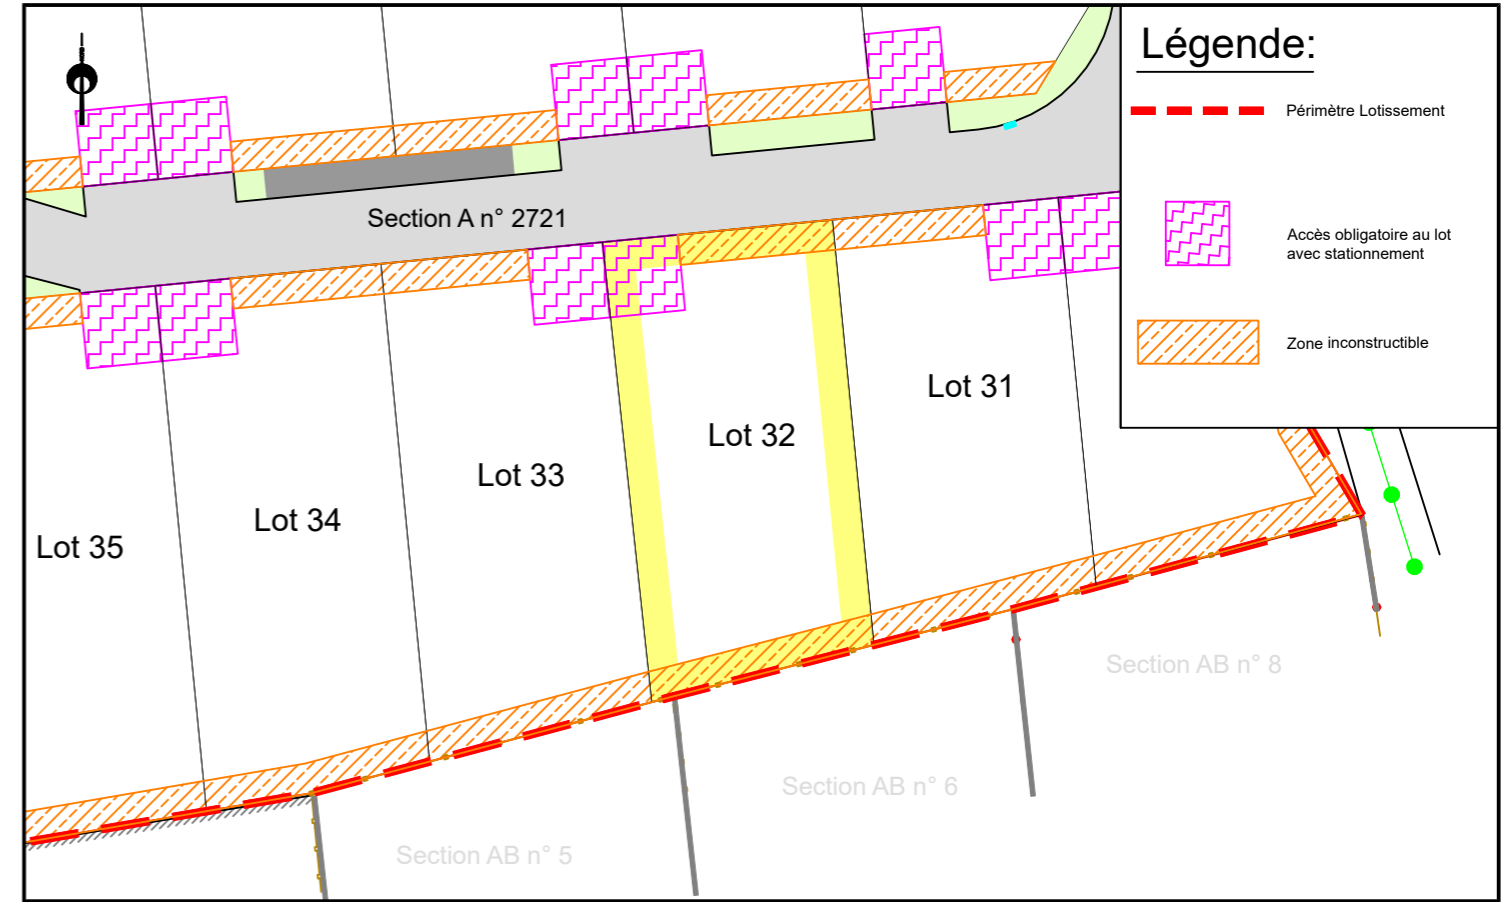 Légende:
Périmètre Lotissement
Accès obligatoire au lot
avec stationnement
Zone inconstructible
Section A n° 2721
Lot 31
Lot 32
Lot 33
Lot 34
Lot 35
Section AB n° 8
Section AB n° 6
Section AB n° 5